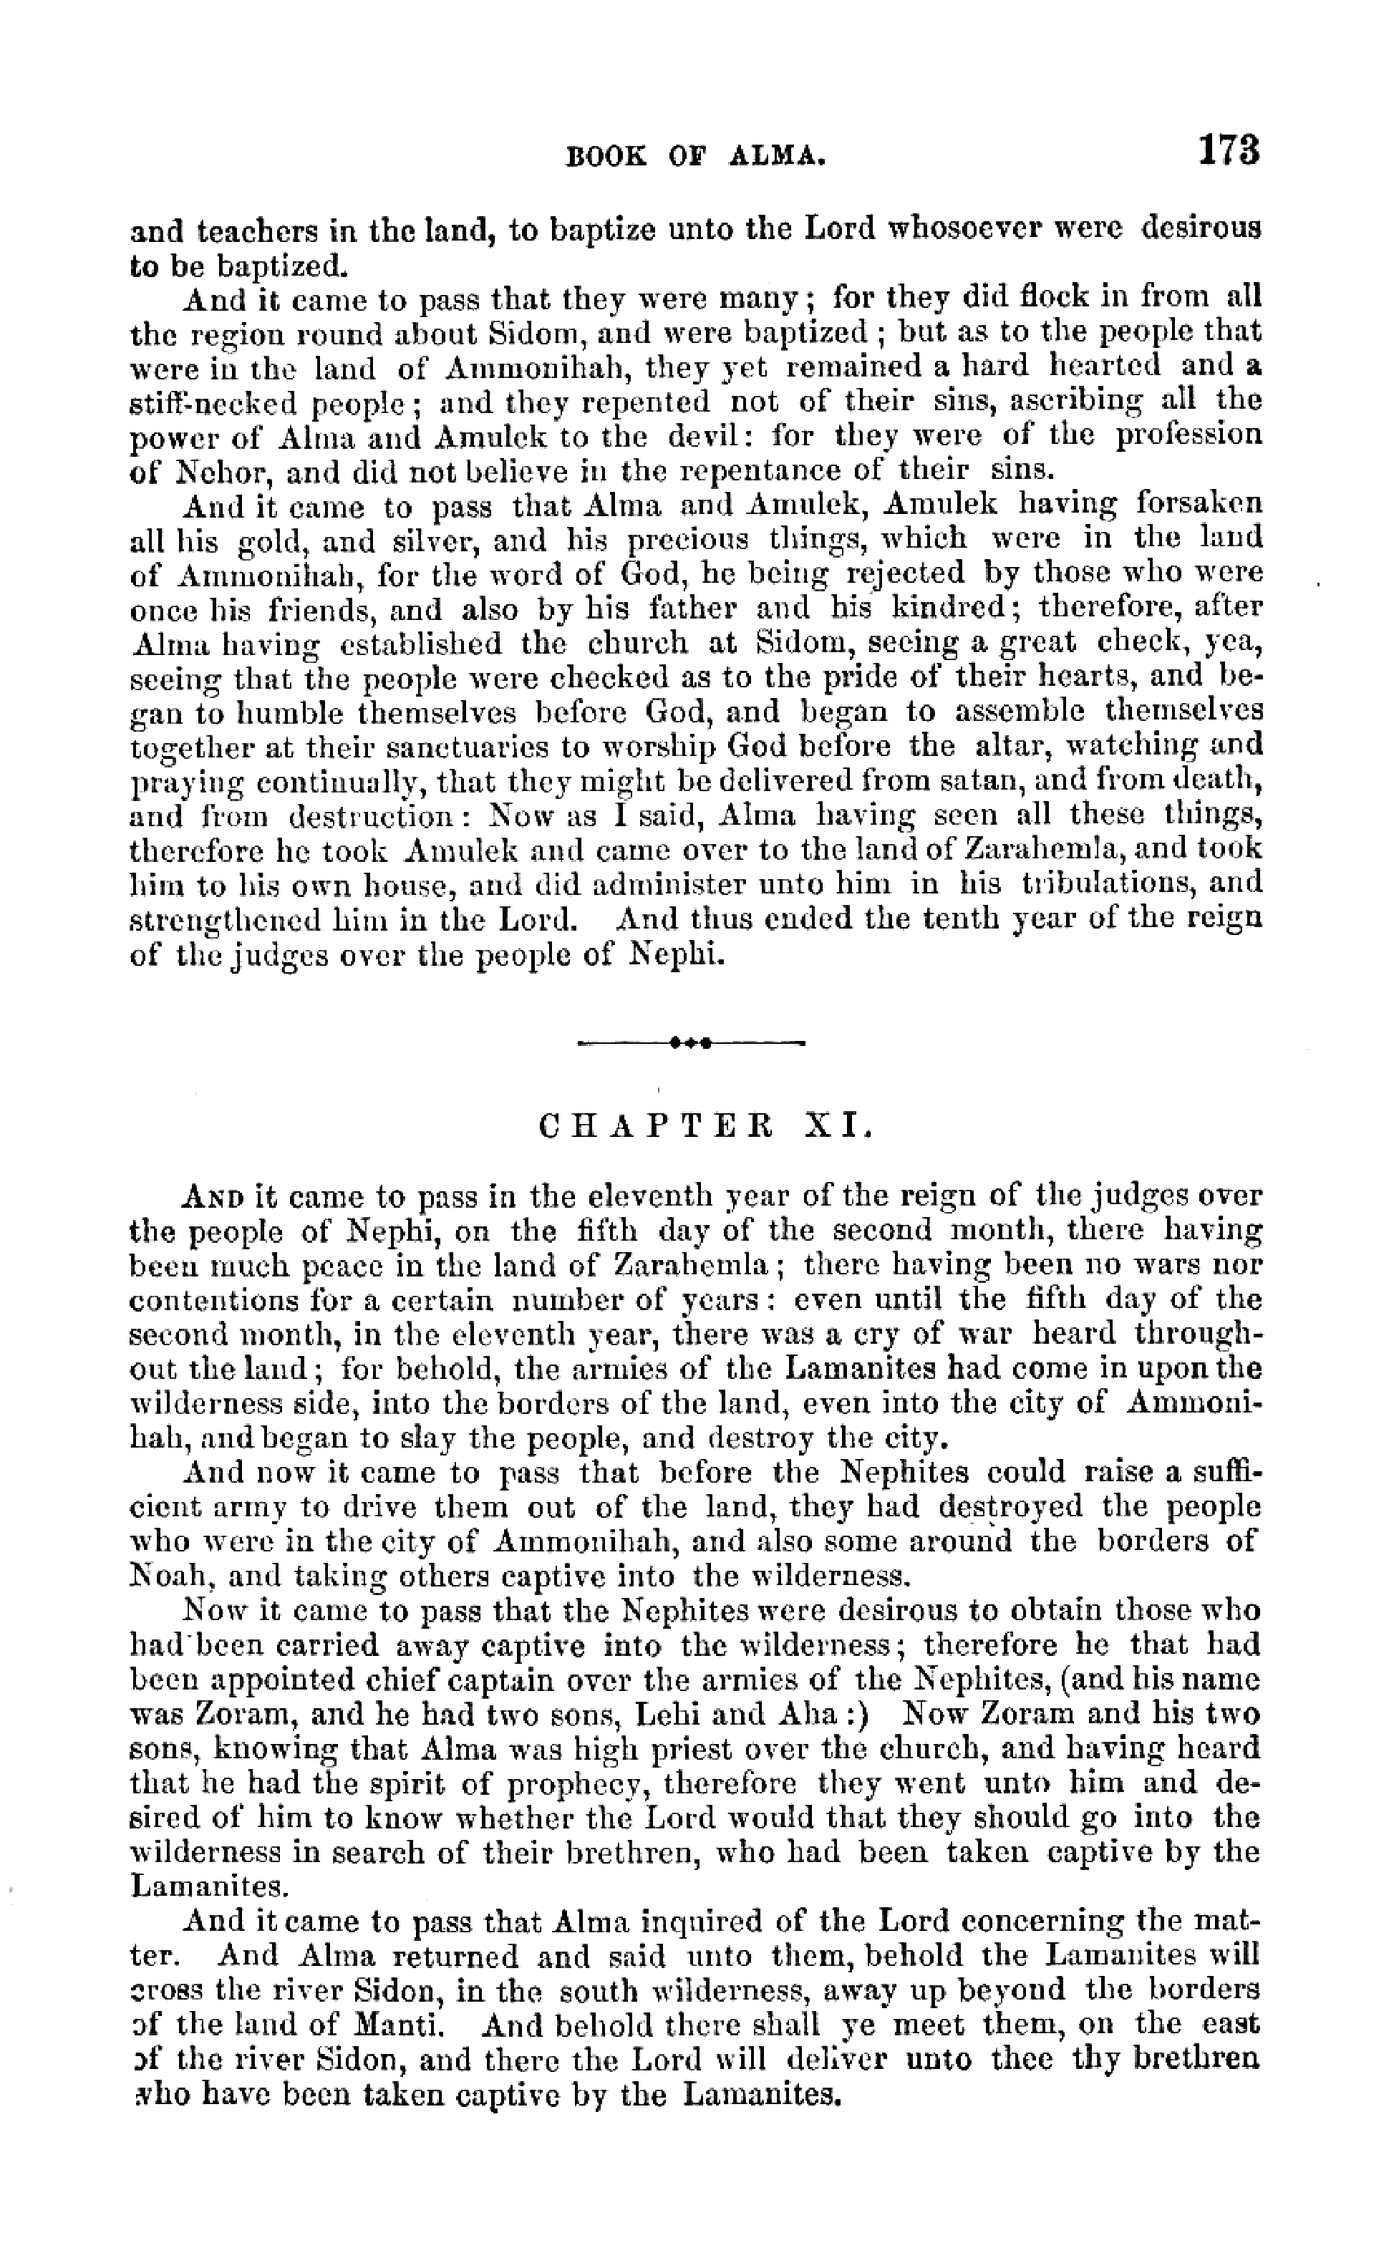 BOOK OF ALMA. 173
and teachers in the land, to baptize unto the Lord whosoever were desirous
to be baptized.
And it came to pass that they were many; for they did flock in from all
the region round about Sidom, and were baptized; but as to the people that
were in the land of Ammonihah, they yet remained a hard hearted and a
stiff-necked people; and they repented not of their sins, ascribing all the
power of Alma and Amulek to the devil: for they were of the profession
of Nehor, and did not believe in the repentance of their sins.
And it came to pass that Alma and Amulek, Amulek having forsaken
all his gold, and silver, and his precious things, which were in the land
of Ammonihah, for the word of God, he being rejected by those who were
once his friends, and also by his father and his kindred; therefore, after
Alma having established the church at Sidom, seeing a great check, yea,
seeing that the people were checked as to the pride of their hearts, and be-
gan to humble themselves before God, and began to assemble themselves
together at their sanctuaries to worship God before the altar, watching and
praying continually, that they might be delivered from satan, and from death,
and from destruction: Now as I said, Alma having seen all these things,
therefore he took Amulek and came over to the land of Zarahemla, and took
him to his own house, and did administer unto him in his tribulations, and
strengthened him in the Lord. And thus ended the tenth year of the reign
of the judges over the people of Nephi.
CHAPTER XI.
AND it came to pass in the eleventh year of the reign of the judges over
the people of Nephi, on the fifth day of the second month, there having
been much peace in the land of Zarahemla; there having been no wars nor
contentions for a certain number of years: even until the fifth day of the
second month, in the eleventh year, there was a cry of war heard through-
out the land; for behold, the armies of the Lamanites had come in upon the
wilderness side, into the borders of the land, even into the city of Ammoni-
hah, and began to slay the people, and destroy the city.
And now it came to pass that before the Nephites could raise a suffi-
cient army to drive them out of the land, they had destroyed the people
who were in the city of Ammonihah, and also some around the borders of
Noah, and taking others captive into the wilderness.
Now it came to pass that the Nephites were desirous to obtain those who
had been carried away captive into the wilderness; therefore he that had
been appointed chief captain over the armies of the Nephites, (and his name
was Zoram, and he had two sons, Lehi and Aha:) Now Zoram and his two
sons, knowing that Alma was high priest over the church, and having heard
that he had the spirit of prophecy, therefore they went unto him and de-
sired of him to know whether the Lord would that they should go into the
wilderness in search of their brethren, who had been taken captive by the
Lamanites.
And it came to pass that Alma inquired of the Lord concerning the mat-
ter. And Alma returned and said unto them, behold the Lamanites will
cross the river Sidon, in the south wilderness, away up beyond the borders
of the land of Manti. And behold there shall ye meet them, on the east
of the river Sidon, and there the Lord will deliver unto thee thy brethren
who have been taken captive by the Lamanites.